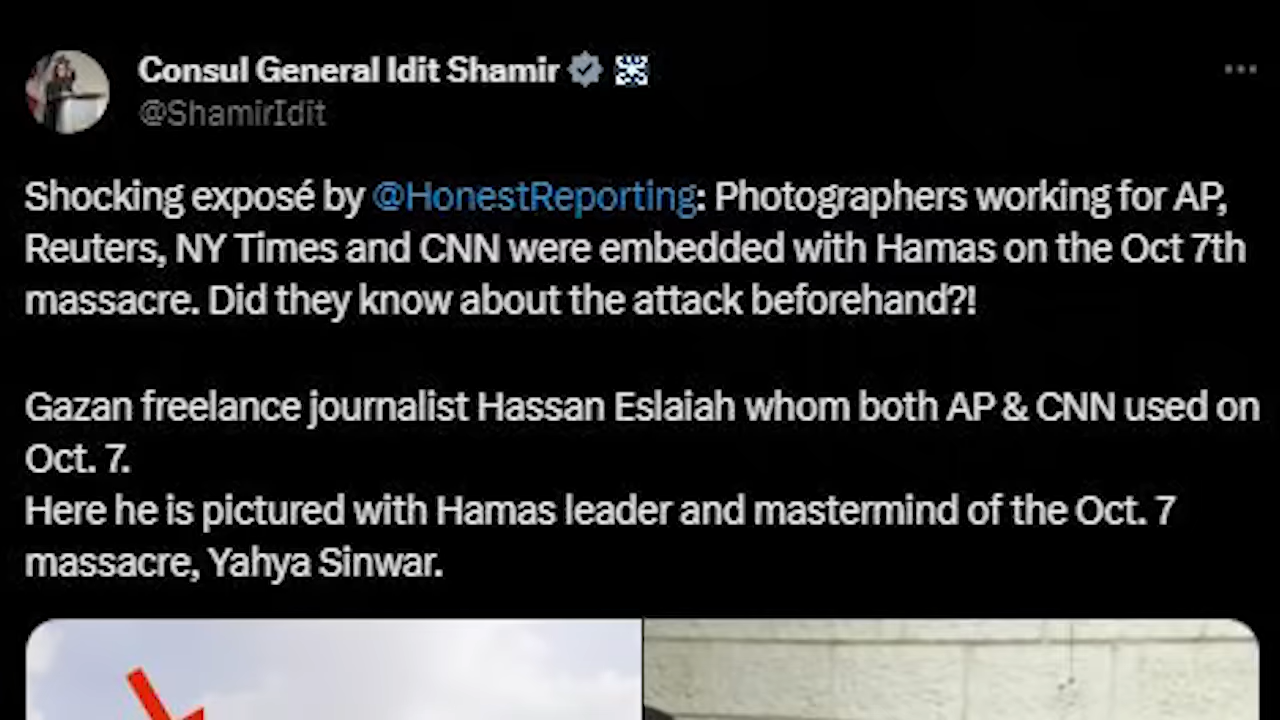 Consul General Idit Shamir
@ShamirIdit
Shocking exposé by @HonestReporting: Photographers working for AP,
Reuters, NY Times and CNN were embedded with Hamas on the Oct 7th
massacre. Did they know about the attack beforehand?!
Gazan freelance journalist Hassan Eslaiah whom both AP & CNN used on
Oct. 7.
Here he is pictured with Hamas leader and mastermind of the Oct. 7
massacre, Yahya Sinwar.